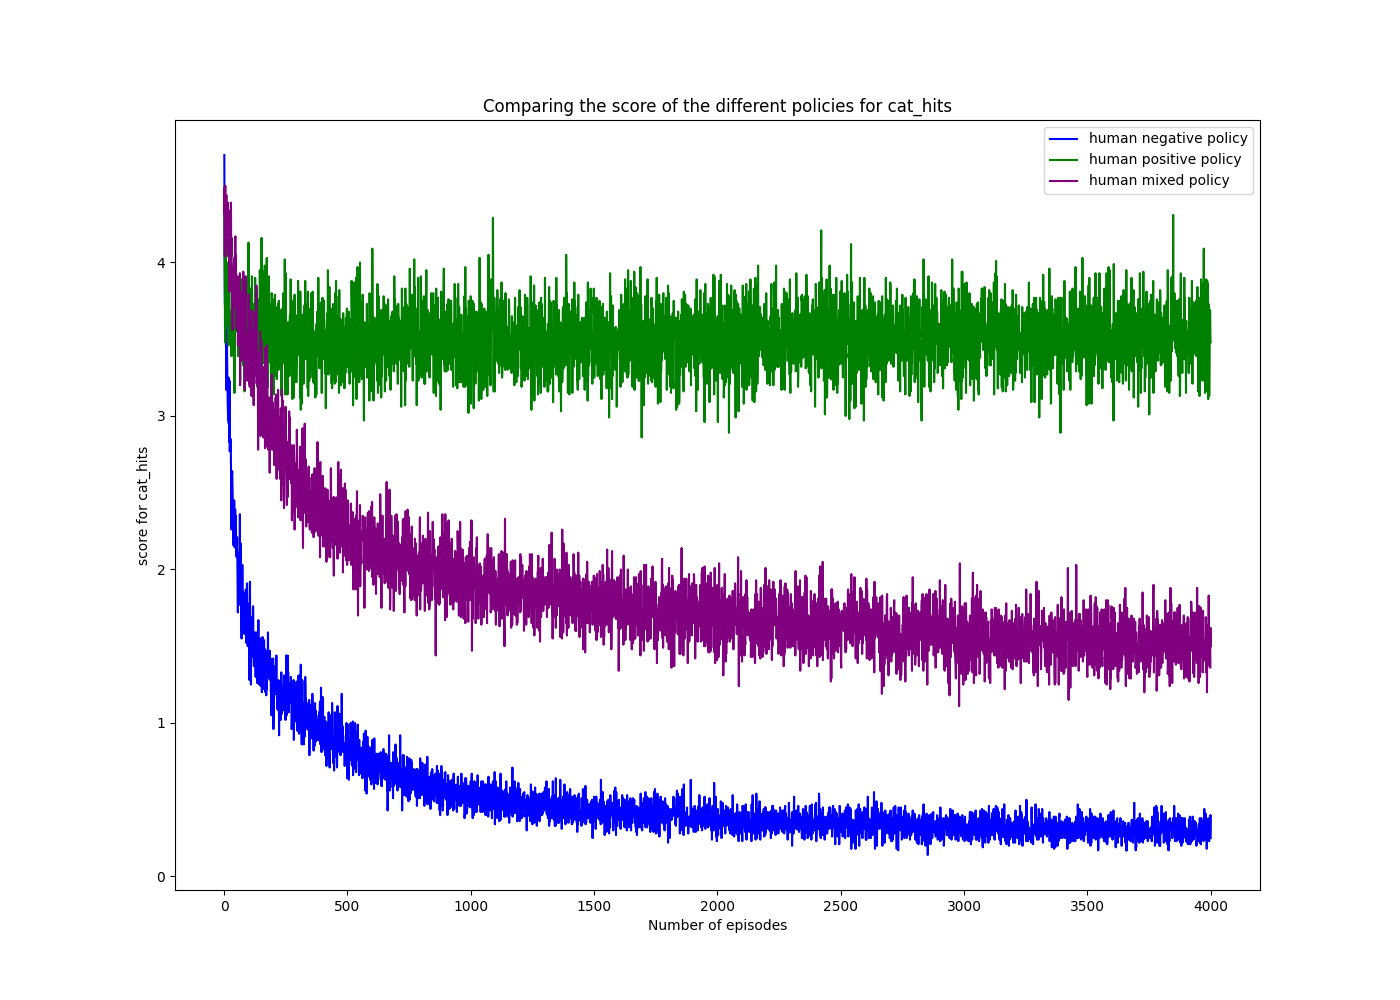 Comparing the score of the different policies for cat_hits
human negative policy
human positive policy
human mixed policy
score for cat_hits
4
3
2
1
0
0 500 1000 1500 2000 2500 3000 3500 4000
Number of episodes